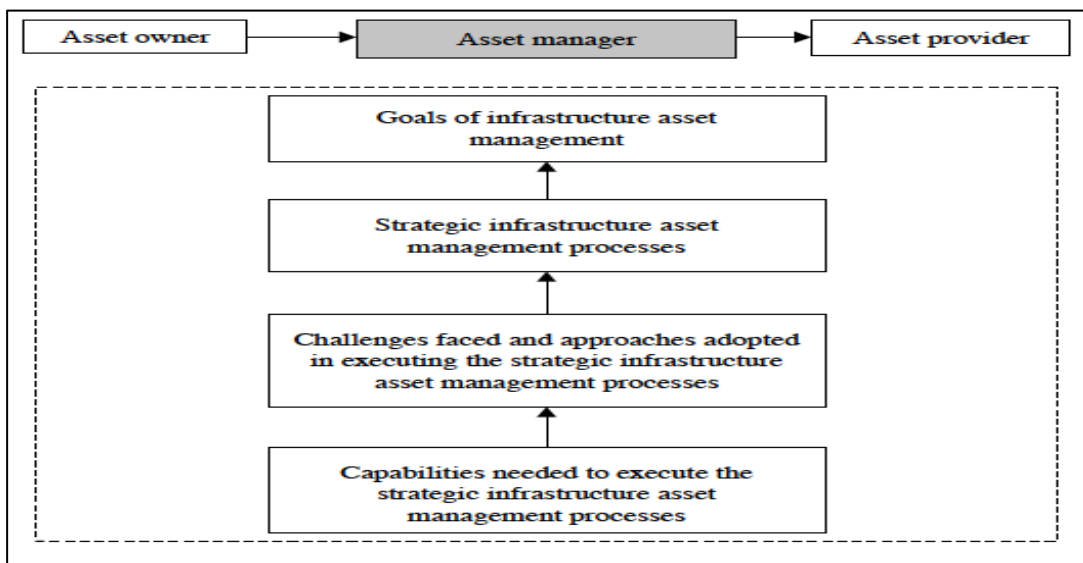 Asset owner
Asset manager
Asset provider
Goals of infrastructure asset
management
Strategic infrastructure asset
management processes
Challenges faced and approaches adopted
in executing the strategic infrastructure
asset management processes
Capabilities needed to execute the
strategic infrastructure asset
management processes